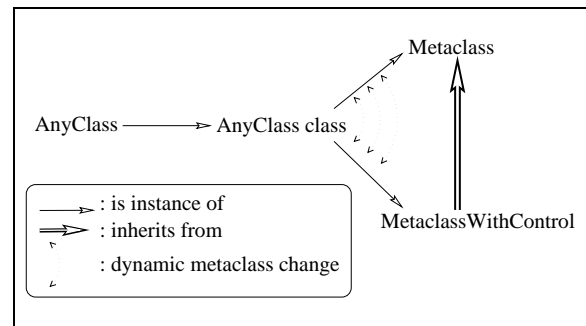 Metaclass
AnyClass
AnyClass class
MetaclassWithControl
: is instance of
: inherits from
: dynamic metaclass change